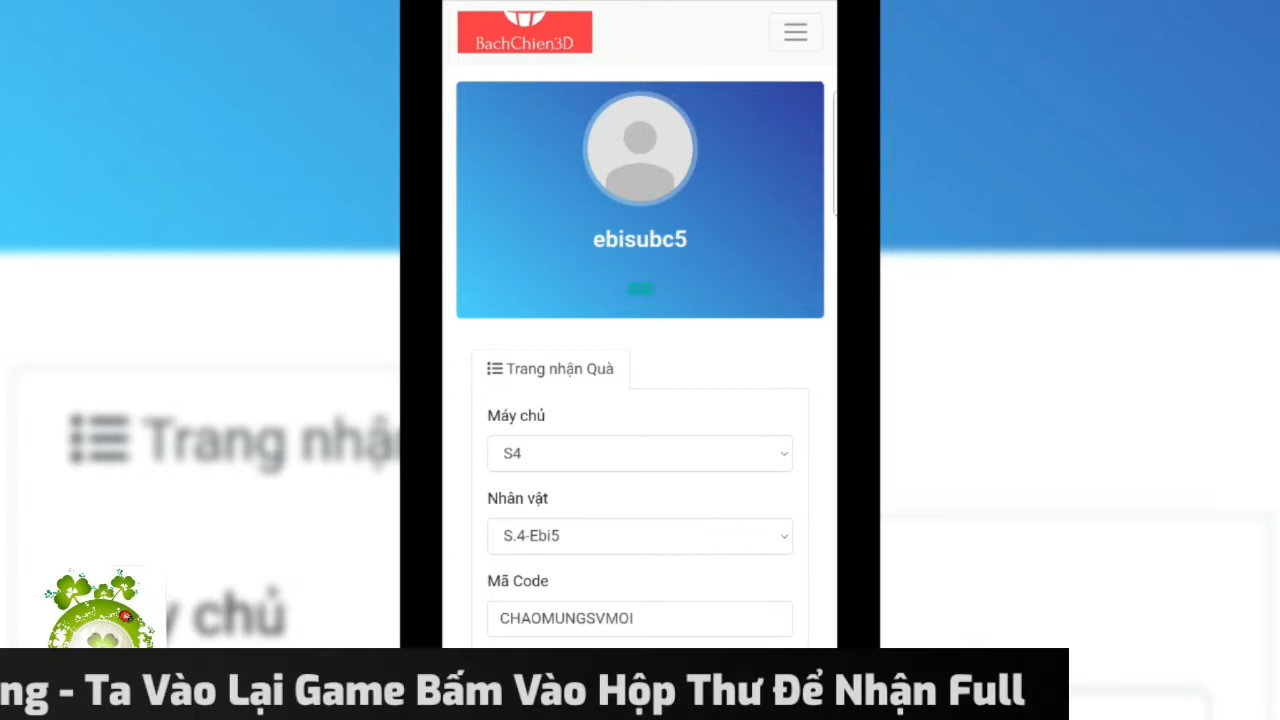 BachChien3D
ebisubc5
Trang nhận Quà
Máy chủ
S4
Nhân vật
S.4-Ebi5
Mã Code
CHAOMUNGSVMOI
Trang nhận
y chủ
ng - Ta Vào Lại Game Bấm Vào Hộp Thư Để Nhận Full